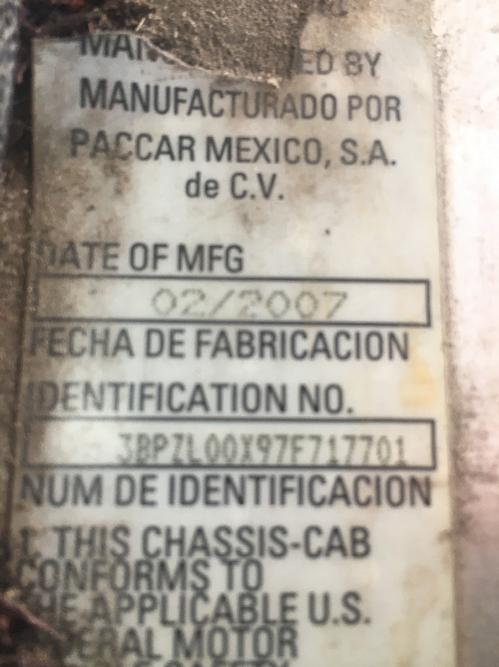 MANUFACTURADO POR
PACCAR MEXICO, S.A.
de C.V.
DATE OF MFG
02/2007
FECHA DE FABRICACION
IDENTIFICATION NO.
3BPZL00X97F717701
NUM DE IDENTIFICACION
1. THIS CHASSIS-CAB
CONFORMS TO
THE APPLICABLE U.S.
MOTOR